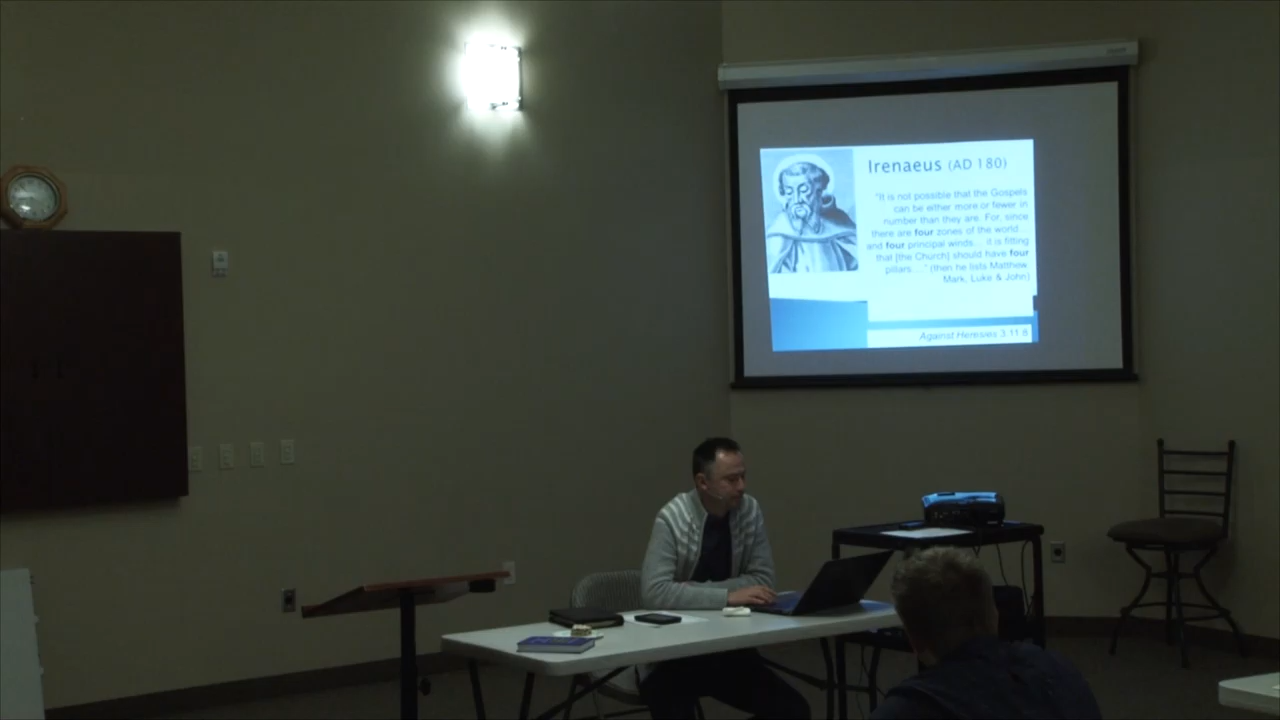 Irenaeus (AD 180)
"It is not possible that the Gospels
can be either more or fewer in
number than they are. For, since
there are four zones of the world
and four principal winds... it is fitting
that [the Church] should have four
pillars...." (then he lists Matthew
Mark, Luke & John)
Against Heresies 3.11.8